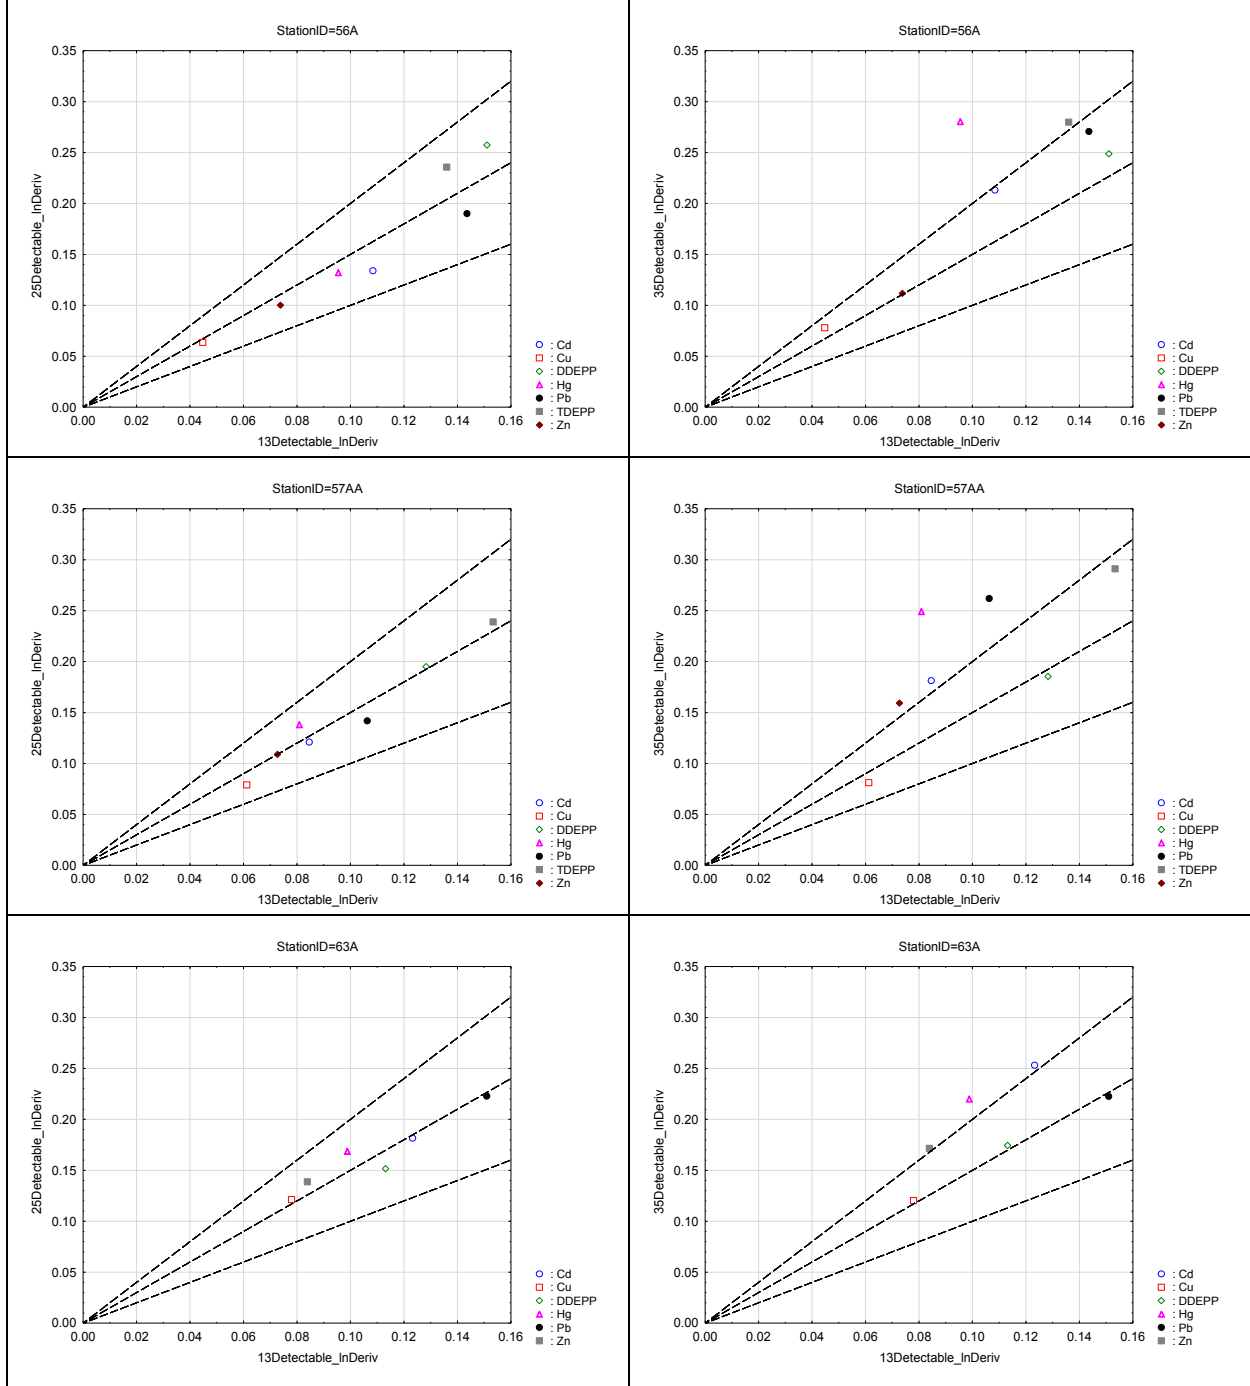 StationID=56A
0.35
0.30
0.25
0.20
0.15
0.10
0.05
0.00
25Detectable_lnDeriv
0.00 0.02 0.04 0.06 0.08 0.10 0.12 0.14 0.16
13Detectable_lnDeriv
: Cd
: Cu
: DDEPP
: Hg
: Pb
: TDEPP
: Zn
StationID=56A
0.35
0.30
0.25
0.20
0.15
0.10
0.05
0.00
35Detectable_lnDeriv
0.00 0.02 0.04 0.06 0.08 0.10 0.12 0.14 0.16
13Detectable_lnDeriv
: Cd
: Cu
: DDEPP
: Hg
: Pb
: TDEPP
: Zn
StationID=57AA
0.35
0.30
0.25
0.20
0.15
0.10
0.05
0.00
25Detectable_lnDeriv
0.00 0.02 0.04 0.06 0.08 0.10 0.12 0.14 0.16
13Detectable_lnDeriv
: Cd
: Cu
: DDEPP
: Hg
: Pb
: TDEPP
: Zn
StationID=57AA
0.35
0.30
0.25
0.20
0.15
0.10
0.05
0.00
35Detectable_lnDeriv
0.00 0.02 0.04 0.06 0.08 0.10 0.12 0.14 0.16
13Detectable_lnDeriv
: Cd
: Cu
: DDEPP
: Hg
: Pb
: TDEPP
: Zn
StationID=63A
0.35
0.30
0.25
0.20
0.15
0.10
0.05
0.00
25Detectable_lnDeriv
0.00 0.02 0.04 0.06 0.08 0.10 0.12 0.14 0.16
13Detectable_lnDeriv
: Cd
: Cu
: DDEPP
: Hg
: Pb
: Zn
StationID=63A
0.35
0.30
0.25
0.20
0.15
0.10
0.05
0.00
35Detectable_lnDeriv
0.00 0.02 0.04 0.06 0.08 0.10 0.12 0.14 0.16
13Detectable_lnDeriv
: Cd
: Cu
: DDEPP
: Hg
: Pb
: Zn